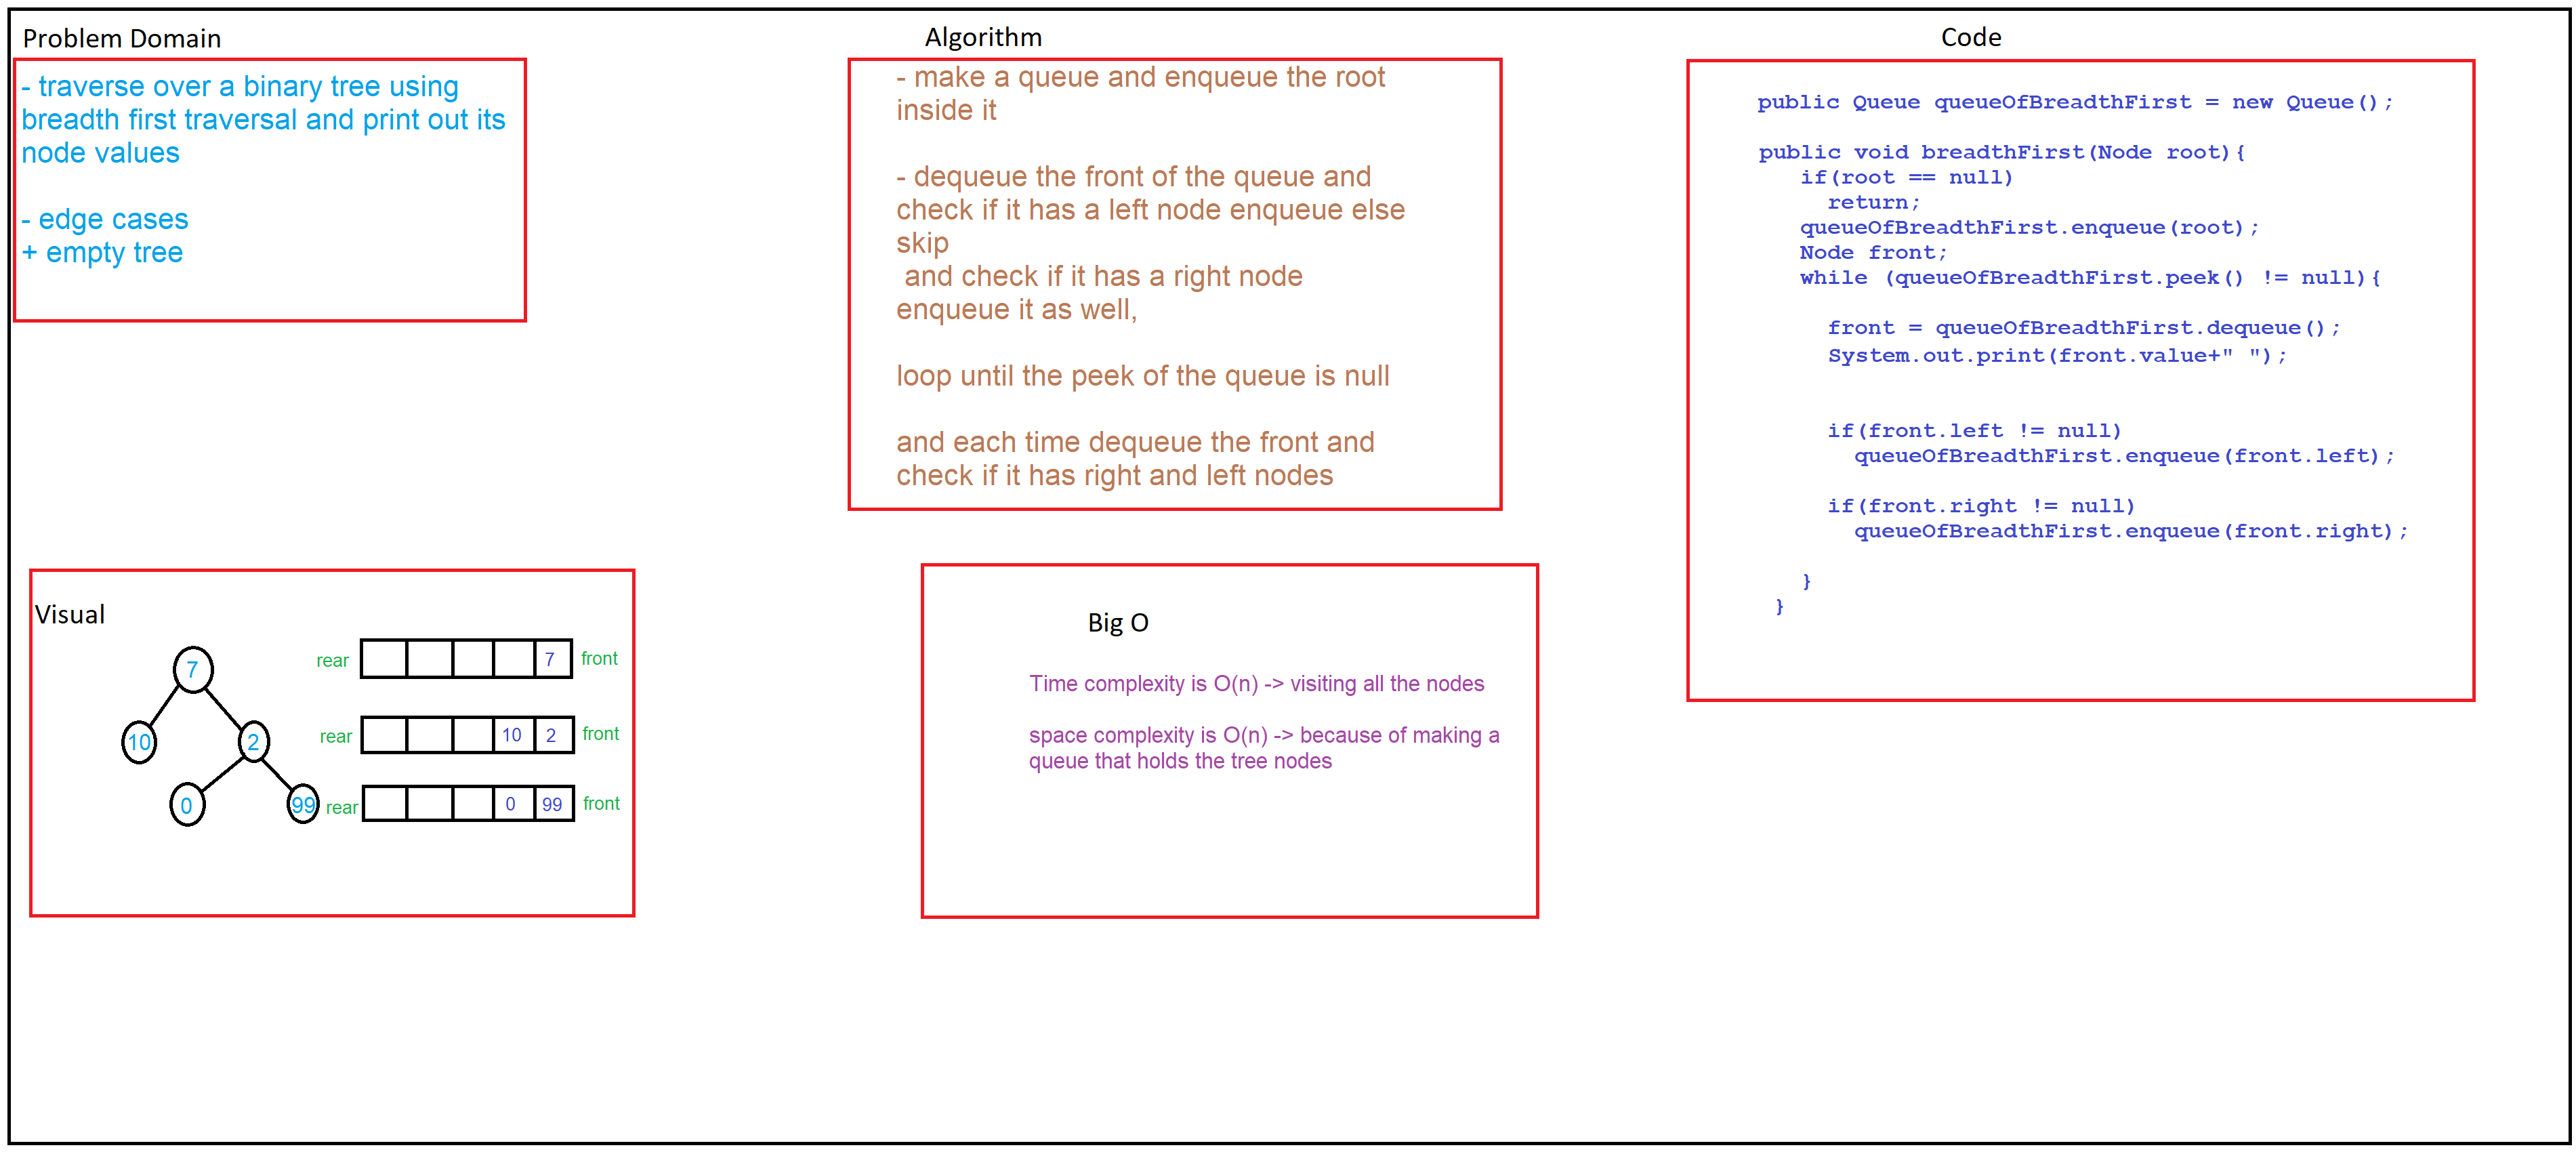 Problem Domain
- traverse over a binary tree using
breadth first traversal and print out its
node values
- edge cases
+ empty tree
Visual
7
10
2
0
99
rear 7 front
rear 10 2 front
rear 0 99 front
Algorithm
- make a queue and enqueue the root
inside it
- dequeue the front of the queue and
check if it has a left node enqueue else
skip
and check if it has a right node
enqueue it as well,
loop until the peek of the queue is null
and each time dequeue the front and
check if it has right and left nodes
Big O
Time complexity is O(n) -> visiting all the nodes
space complexity is O(n) -> because of making a
queue that holds the tree nodes
Code
public Queue queueOfBreadthFirst = new Queue();
public void breadthFirst(Node root){
if(root == null)
return;
queueOfBreadthFirst.enqueue(root);
Node front;
while (queueOfBreadthFirst.peek() != null){
front = queueOfBreadthFirst.dequeue();
System.out.print(front.value+" ");
if(front.left != null)
queueOfBreadthFirst.enqueue(front.left);
if(front.right != null)
queueOfBreadthFirst.enqueue(front.right);
}
}